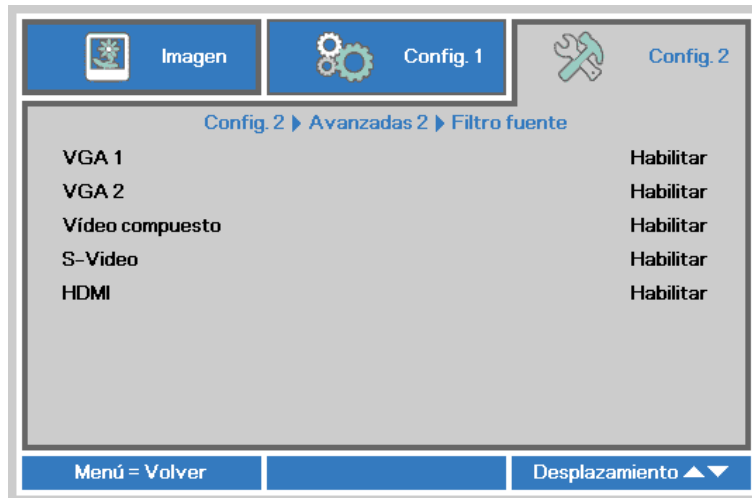 Imagen
Config. 1
Config. 2
Config. 2 ▶ Avanzadas 2 ▶ Filtro fuente
VGA 1 Habilitar
VGA 2 Habilitar
Vídeo compuesto Habilitar
S-Video Habilitar
HDMI Habilitar
Menú = Volver
Desplazamiento ▲▼